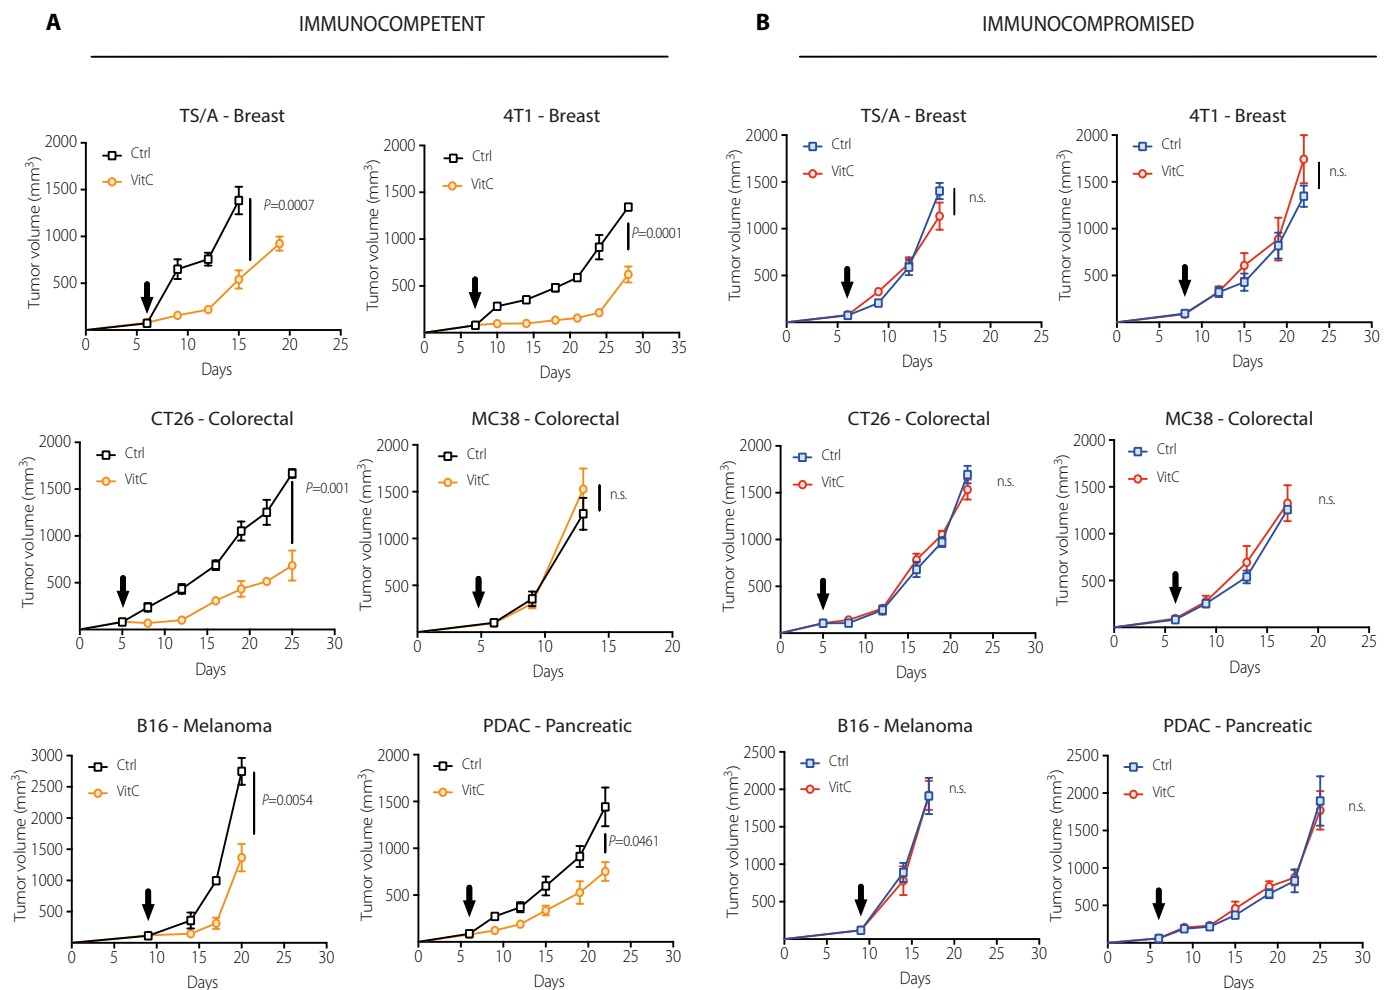 A
IMMUNOCOMPETENT
B
IMMUNOCOMPROMISED
TS/A - Breast
Tumor volume (mm3)
2000
1500
1000
500
Ctrl
VitC
P=0.0007
0 5 10 15 20 25
Days
4T1 - Breast
2000
1500
1000
500
Ctrl
VitC
P=0.0001
0 5 10 15 20 25 30 35
Days
Tumor volume (mm3)
TS/A - Breast
Tumor volume (mm3)
2000
1500
1000
500
Ctrl
VitC
n.s.
0 5 10 15 20 25
Days
4T1 - Breast
Tumor volume (mm3)
2000
1500
1000
500
Ctrl
VitC
n.s.
0 5 10 15 20 25 30
Days
CT26 - Colorectal
Tumor volume (mm3)
2000
1500
1000
500
Ctrl
VitC
P=0.001
0 5 10 15 20 25 30
Days
MC38 - Colorectal
Tumor volume (mm3)
2000
1500
1000
500
Ctrl
VitC
n.s.
0 5 10 15 20
Days
CT26 - Colorectal
Tumor volume (mm3)
2000
1500
1000
500
Ctrl
VitC
n.s.
0 5 10 15 20 25 30
Days
MC38 - Colorectal
Tumor volume (mm3)
2000
1500
1000
500
Ctrl
VitC
n.s.
0 5 10 15 20 25
Days
B16 - Melanoma
Tumor volume (mm3)
3000
2500
2000
1500
1000
500
Ctrl
VitC
P=0.0054
0 5 10 15 20 25 30
Days
PDAC - Pancreatic
Tumor volume (mm3)
2000
1500
1000
500
Ctrl
VitC
P=0.0461
0 5 10 15 20 25 30
Days
B16 - Melanoma
Tumor volume (mm3)
2500
2000
1500
1000
500
Ctrl
VitC
n.s.
0 5 10 15 20 25 30
Days
PDAC - Pancreatic
Tumor volume (mm3)
2500
2000
1500
1000
500
Ctrl
VitC
n.s.
0 5 10 15 20 25 30
Days